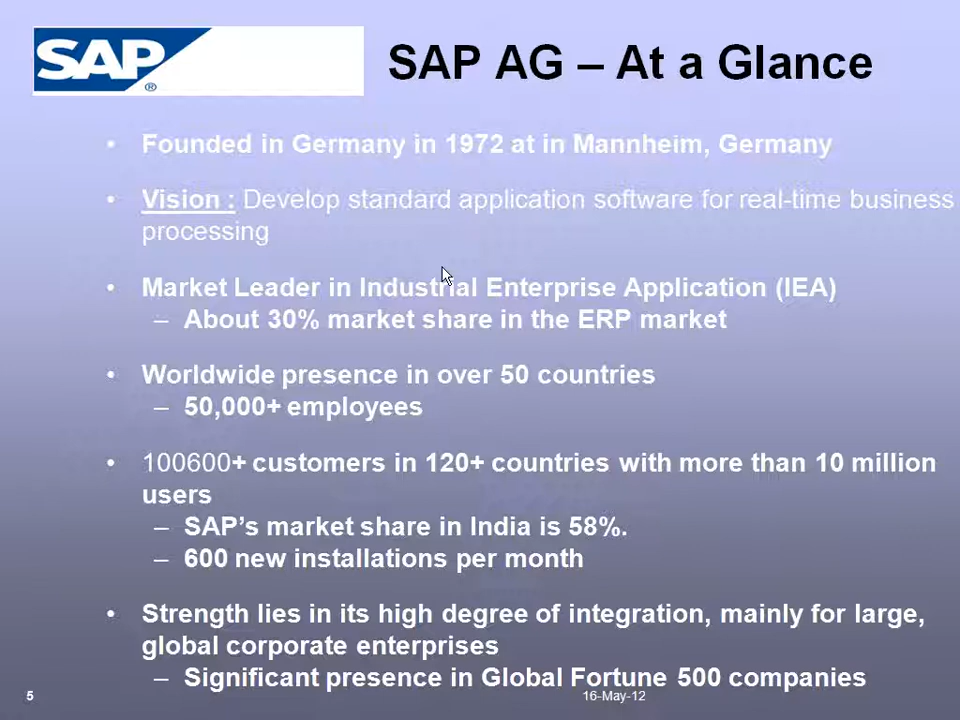 SAP ®
SAP AG – At a Glance
• Founded in Germany in 1972 at in Mannheim, Germany
• Vision : Develop standard application software for real-time business
processing
• Market Leader in Industrial Enterprise Application (IEA)
– About 30% market share in the ERP market
• Worldwide presence in over 50 countries
– 50,000+ employees
• 100600+ customers in 120+ countries with more than 10 million
users
– SAP’s market share in India is 58%.
– 600 new installations per month
• Strength lies in its high degree of integration, mainly for large,
global corporate enterprises
– Significant presence in Global Fortune 500 companies
5
16-May-12